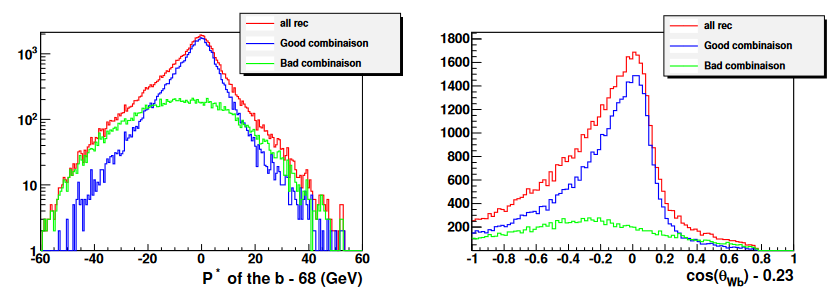 all rec
Good combinaison
Bad combinaison
10³
10²
10
1
-60 -40 -20 0 20 40 60
P* of the b - 68 (GeV)
all rec
Good combinaison
Bad combinaison
1800
1600
1400
1200
1000
800
600
400
200
-1 -0.8 -0.6 -0.4 -0.2 0 0.2 0.4 0.6 0.8 1
cos(θWb) - 0.23